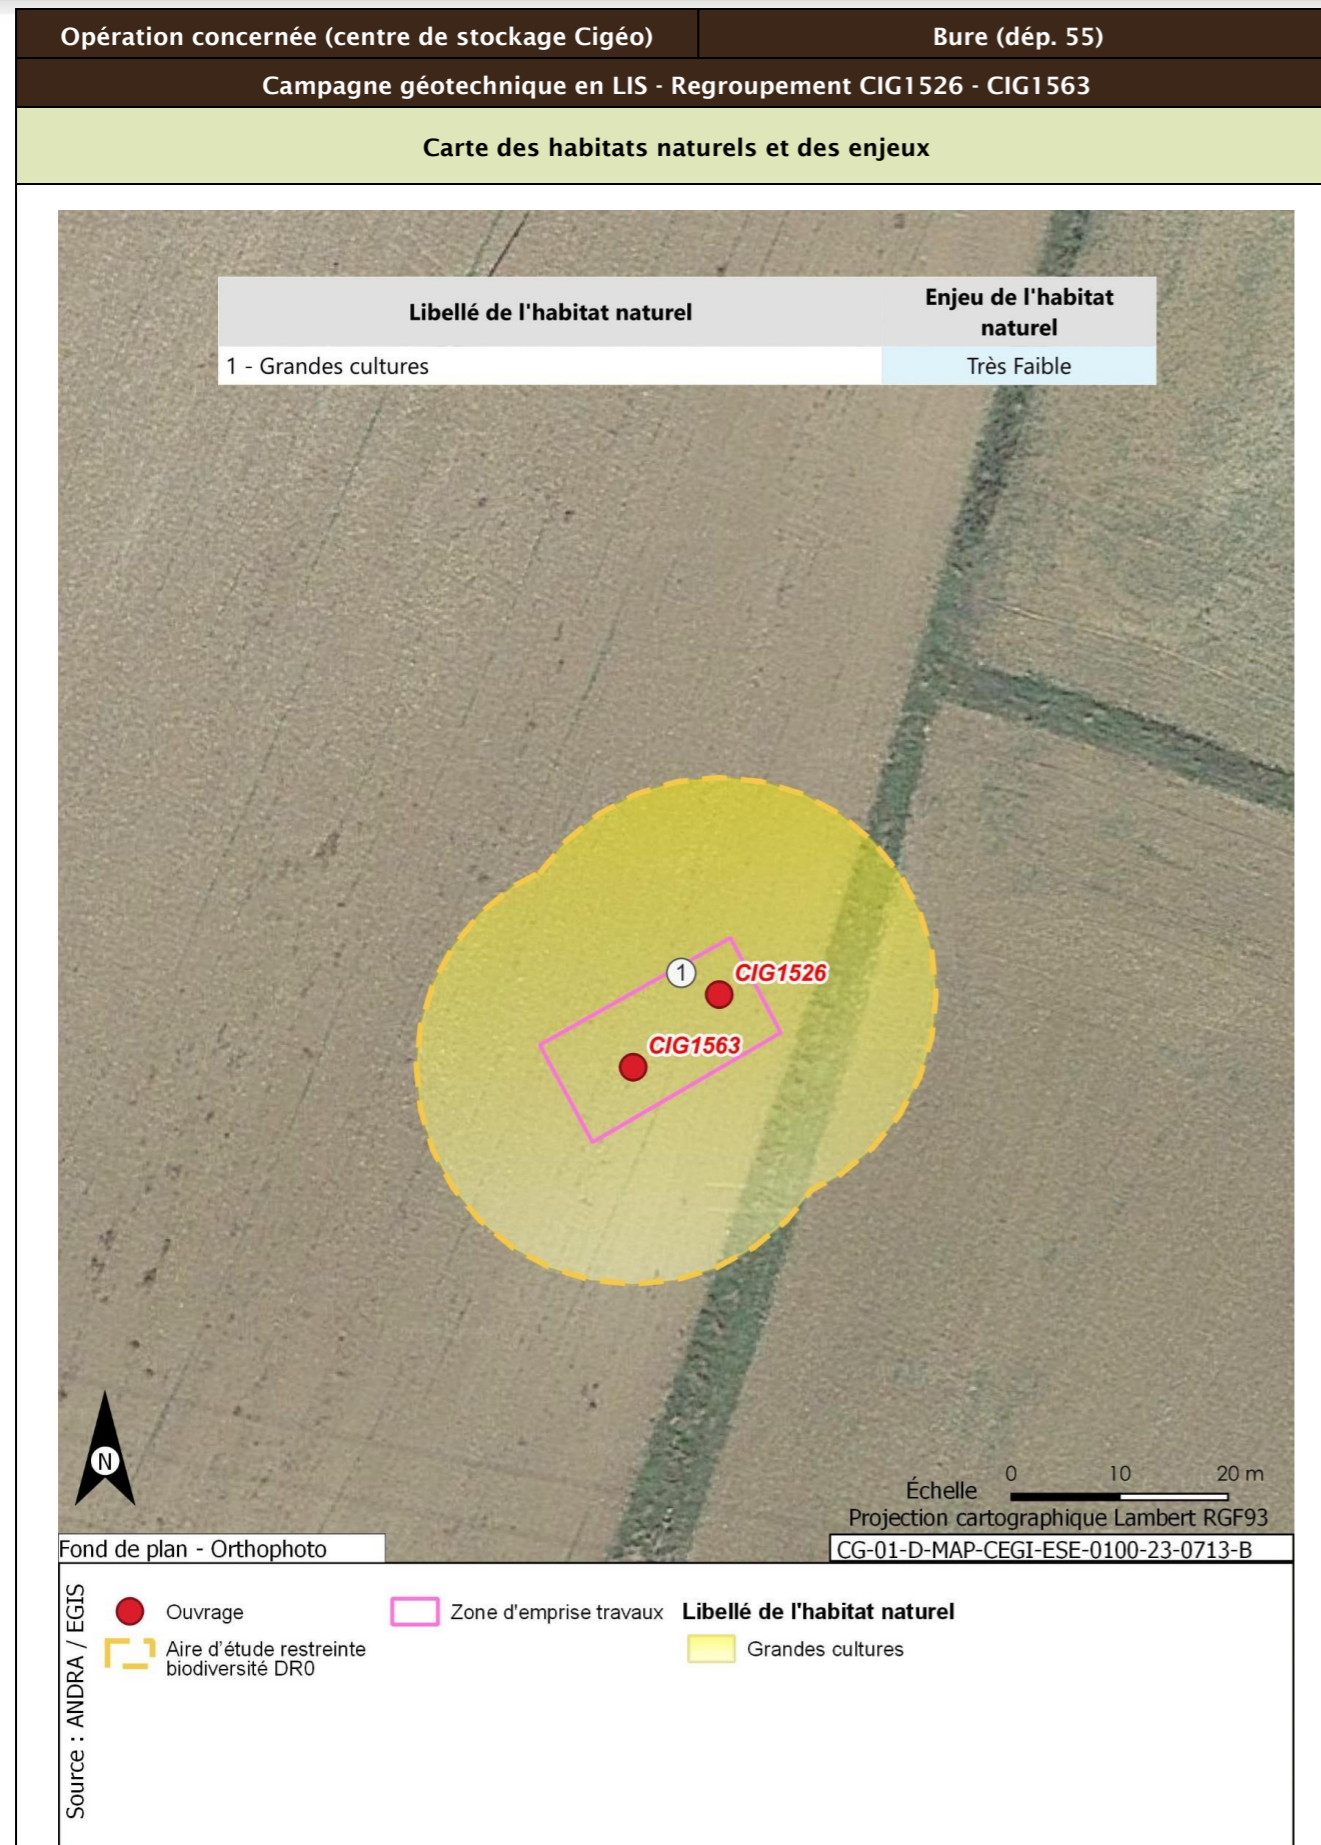 Opération concernée (centre de stockage Cigéo)
Bure (dép. 55)
Campagne géotechnique en LIS - Regroupement CIG1526 - CIG1563
Carte des habitats naturels et des enjeux
Libellé de l'habitat naturel
Enjeu de l'habitat
naturel
1 - Grandes cultures
Très Faible
1
CIG1526
CIG1563
N
0 10 20 m
Échelle
Projection cartographique Lambert RGF93
Fond de plan - Orthophoto
CG-01-D-MAP-CEGI-ESE-0100-23-0713-B
Source : ANDRA / EGIS
Ouvrage
Aire d'étude restreinte
biodiversité DR0
Zone d'emprise travaux
Libellé de l'habitat naturel
Grandes cultures